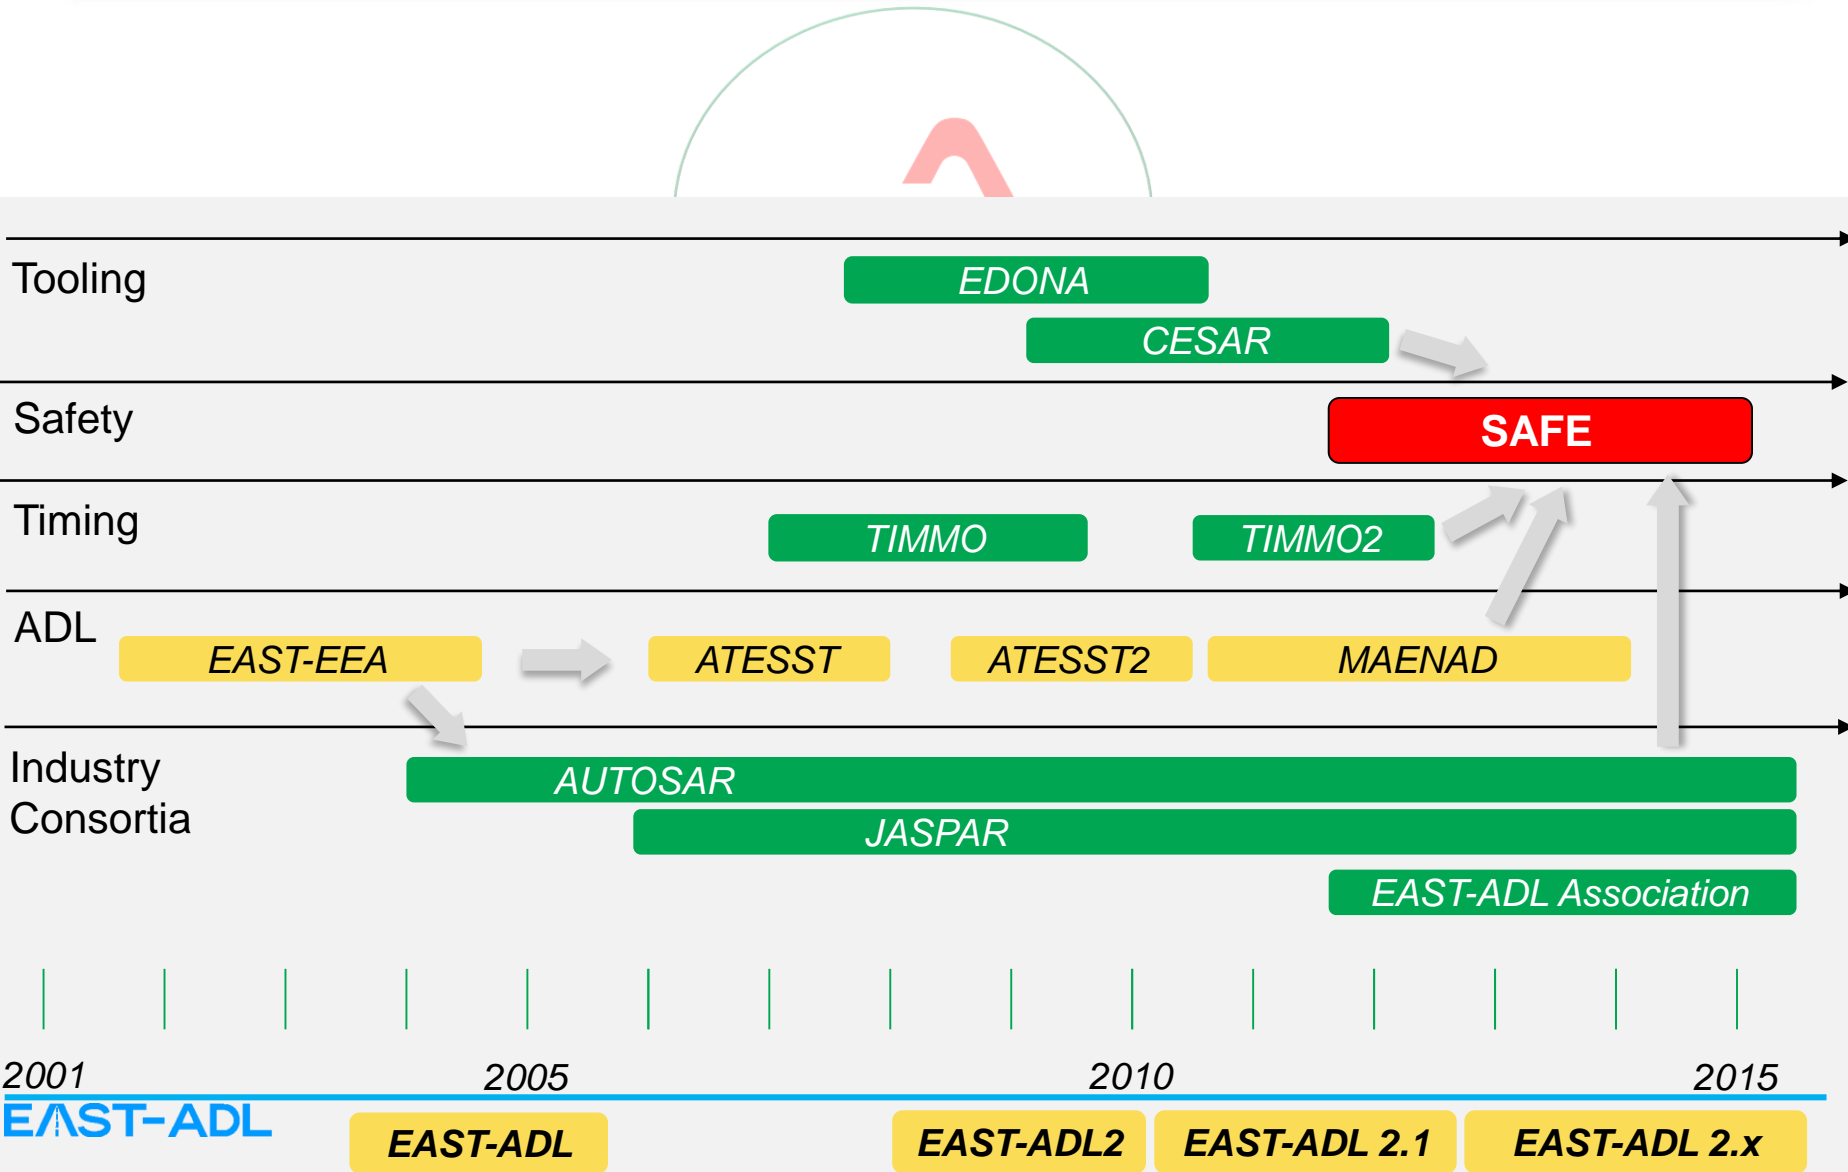 Tooling
EDONA
CESAR
Safety
SAFE
Timing
TIMMO
TIMMO2
ADL
EAST-EEA
ATESST
ATESST2
MAENAD
Industry
Consortia
AUTOSAR
JASPAR
EAST-ADL Association
2001
2005
2010
2015
EAST-ADL
EAST-ADL
EAST-ADL2
EAST-ADL 2.1
EAST-ADL 2.x